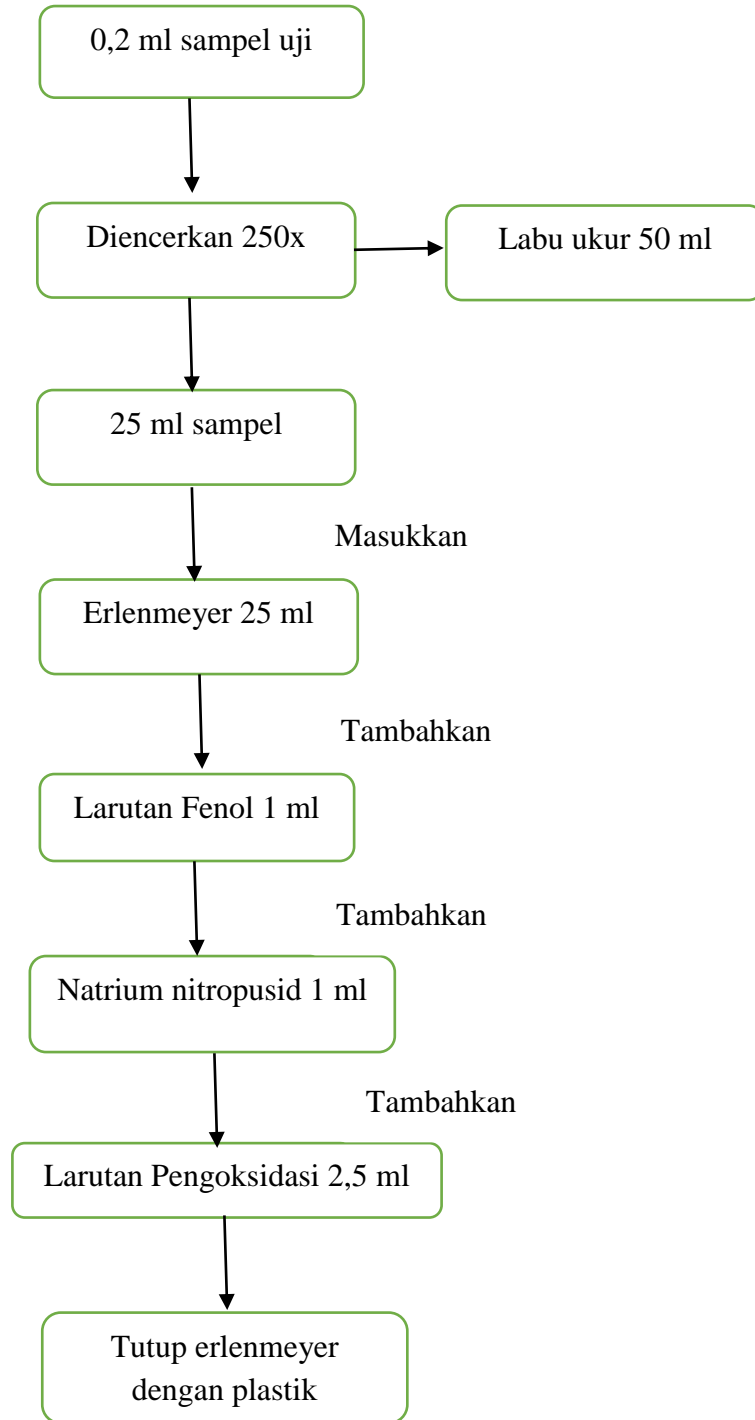 0,2 ml sampel uji
Diencerkan 250x
Labu ukur 50 ml
25 ml sampel
Masukkan
Erlenmeyer 25 ml
Tambahkan
Larutan Fenol 1 ml
Tambahkan
Natrium nitropusid 1 ml
Tambahkan
Larutan Pengoksidasi 2,5 ml
Tutup erlenmeyer
dengan plastik